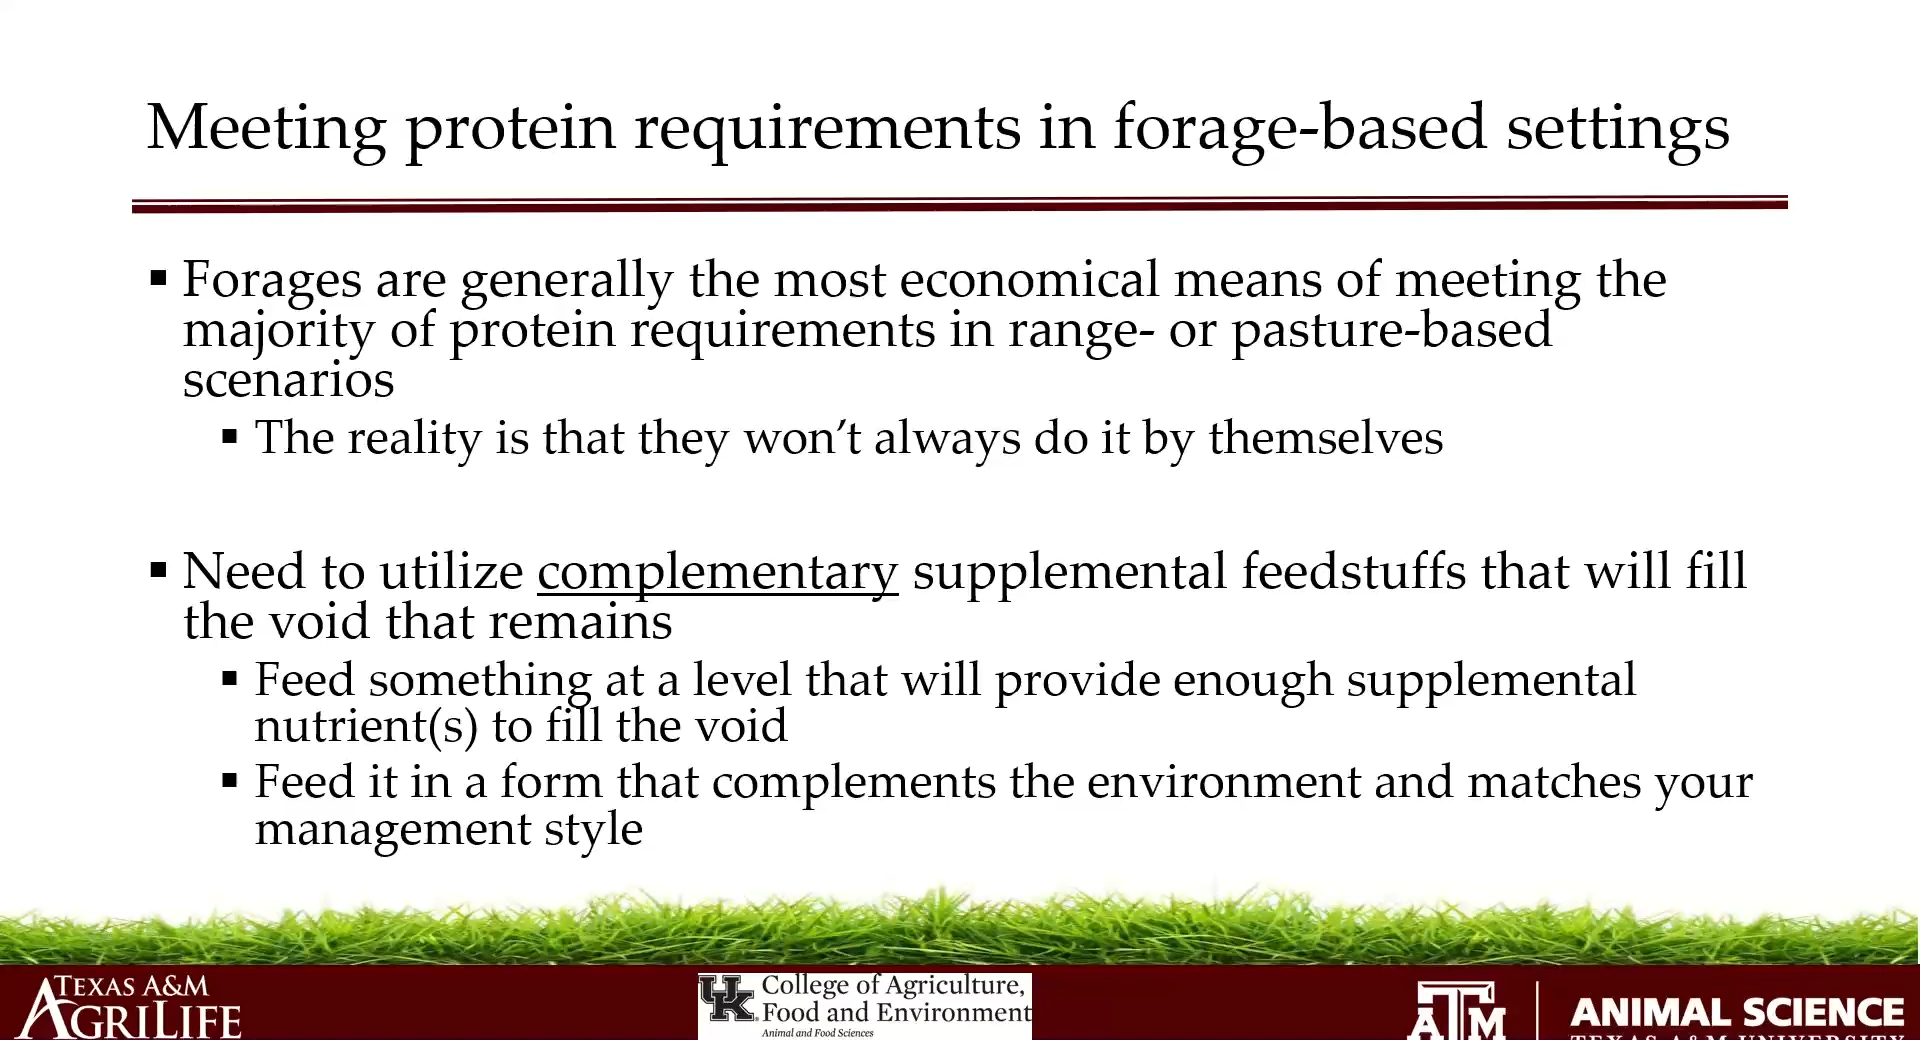 Meeting protein requirements in forage-based settings
▪ Forages are generally the most economical means of meeting the
majority of protein requirements in range- or pasture-based
scenarios
▪ The reality is that they won’t always do it by themselves
▪ Need to utilize complementary supplemental feedstuffs that will fill
the void that remains
▪ Feed something at a level that will provide enough supplemental
nutrient(s) to fill the void
▪ Feed it in a form that complements the environment and matches your
management style
TEXAS A&M
AGRILIFE
UK
College of Agriculture,
Food and Environment
Animal and Food Sciences
ATM
ANIMAL SCIENCE
TEXAS A&M UNIVERSITY